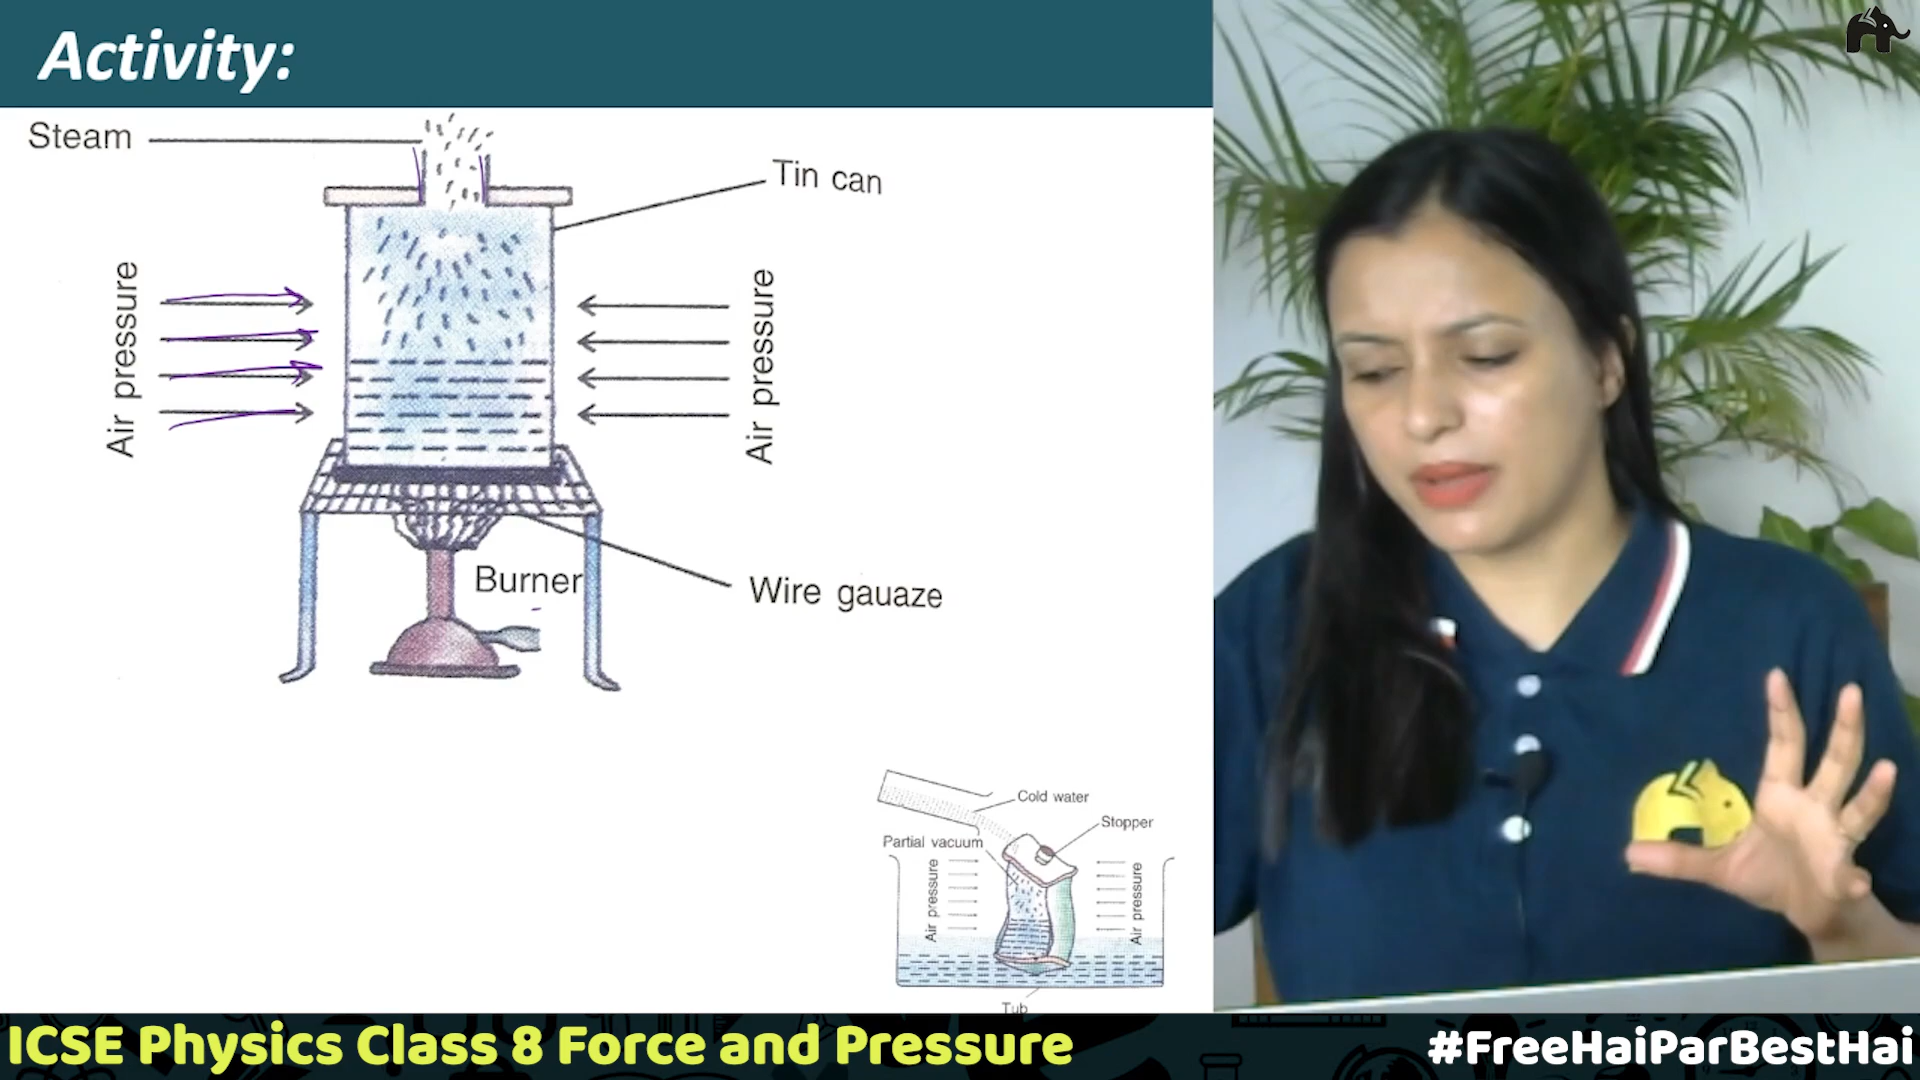 Activity:
Steam
Tin can
Air pressure
Air pressure
Burner
Wire gauaze
Cold water
Stopper
Partial vacuum
Air pressure
Air pressure
Tub
ICSE Physics Class 8 Force and Pressure
#FreeHaiParBestHai